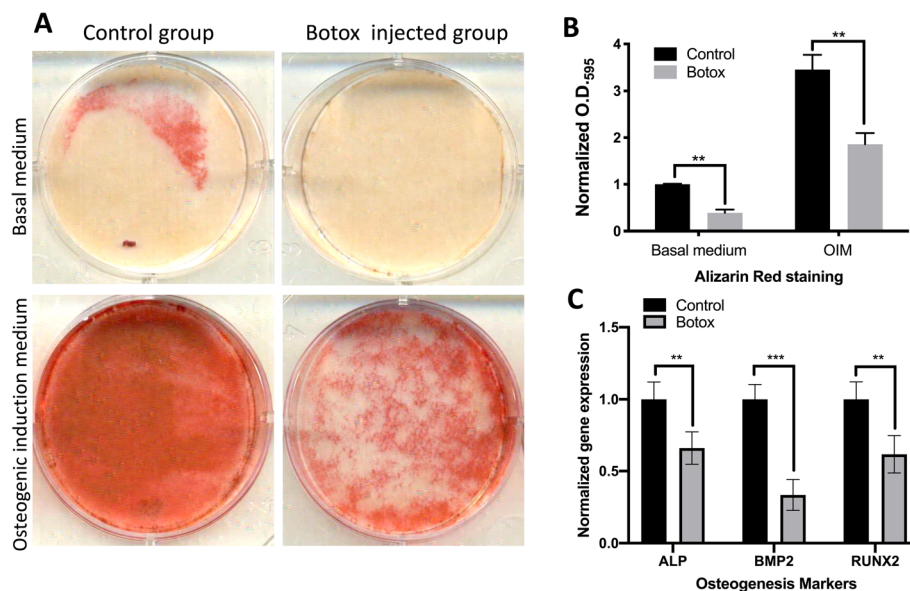 A
Control group
Botox injected group
Basal medium
Osteogenic induction medium
B
Control
Botox
**
**
Normalized O.D.595
4
3
2
1
0
Basal medium
OIM
Alizarin Red staining
C
Control
Botox
**
***
**
Normalized gene expression
1.5
1.0
0.5
0.0
ALP
BMP2
RUNX2
Osteogenesis Markers